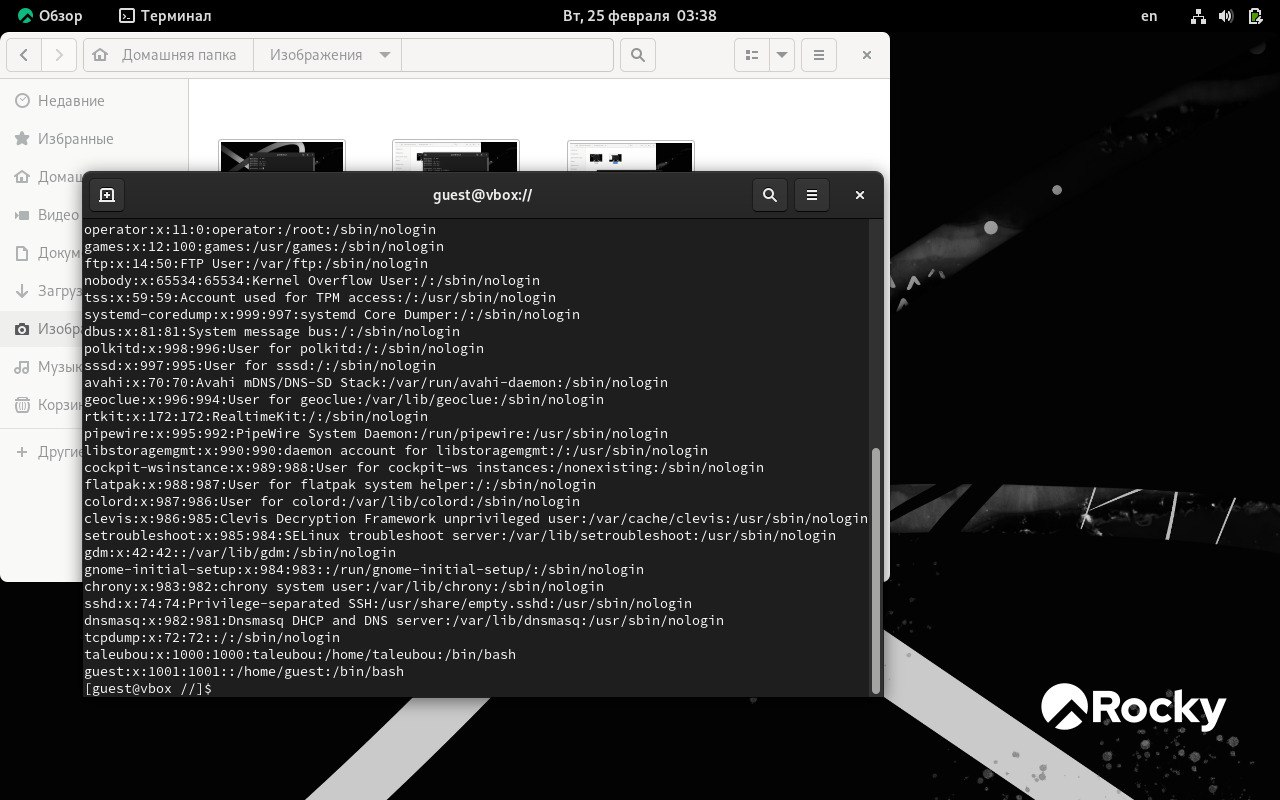 Обзор
Терминал
Вт, 25 февраля 03:38
en
Домашняя папка
Изображения
Недавние
Избранные
Видео
guest@vbox://
operator:x:11:0:operator:/root:/sbin/nologin
games:x:12:100:games:/usr/games:/sbin/nologin
ftp:x:14:50:FTP User:/var/ftp:/sbin/nologin
nobody:x:65534:65534:Kernel Overflow User:/:/sbin/nologin
tss:x:59:59:Account used for TPM access:/:/usr/sbin/nologin
systemd-coredump:x:999:997:systemd Core Dumper:/:/sbin/nologin
dbus:x:81:81:System message bus:/:/sbin/nologin
polkitd:x:998:996:User for polkitd:/:/sbin/nologin
sssd:x:997:995:User for sssd:/:/sbin/nologin
avahi:x:70:70:Avahi mDNS/DNS-SD Stack:/var/run/avahi-daemon:/sbin/nologin
geoclue:x:996:994:User for geoclue:/var/lib/geoclue:/sbin/nologin
rtkit:x:172:172:RealtimeKit:/:/sbin/nologin
pipewire:x:995:992:PipeWire System Daemon:/run/pipewire:/usr/sbin/nologin
libstoragemgmt:x:990:990:daemon account for libstoragemgmt:/:/usr/sbin/nologin
cockpit-wsinstance:x:989:988:User for cockpit-ws instances:/nonexisting:/sbin/nologin
flatpak:x:988:987:User for flatpak system helper:/:/sbin/nologin
colord:x:987:986:User for colord:/var/lib/colord:/sbin/nologin
clevis:x:986:985:Clevis Decryption Framework unprivileged user:/var/cache/clevis:/usr/sbin/nologin
setroubleshoot:x:985:984:SELinux troubleshoot server:/var/lib/setroubleshoot:/usr/sbin/nologin
gdm:x:42:42::/var/lib/gdm:/sbin/nologin
gnome-initial-setup:x:984:983::/run/gnome-initial-setup/:/sbin/nologin
chrony:x:983:982:chrony system user:/var/lib/chrony:/sbin/nologin
sshd:x:74:74:Privilege-separated SSH:/usr/share/empty.sshd:/usr/sbin/nologin
dnsmasq:x:982:981:Dnsmasq DHCP and DNS server:/var/lib/dnsmasq:/usr/sbin/nologin
tcpdump:x:72:72::/:/sbin/nologin
taleubou:x:1000:1000:taleubou:/home/taleubou:/bin/bash
guest:x:1001:1001::/home/guest:/bin/bash
[guest@vbox //]$
Rocky